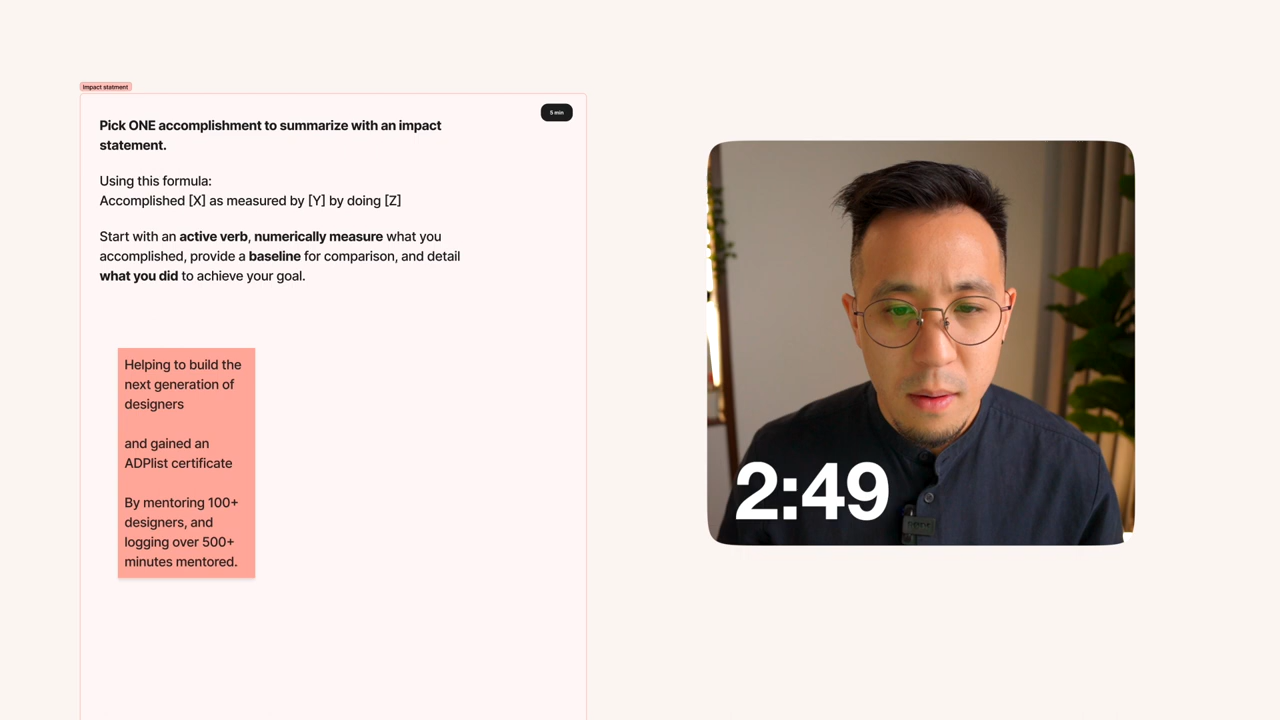 Impact statment
5 min
Pick ONE accomplishment to summarize with an impact
statement.
Using this formula:
Accomplished [X] as measured by [Y] by doing [Z]
Start with an active verb, numerically measure what you
accomplished, provide a baseline for comparison, and detail
what you did to achieve your goal.
Helping to build the
next generation of
designers
and gained an
ADPlist certificate
By mentoring 100+
designers, and
logging over 500+
minutes mentored.
2:49